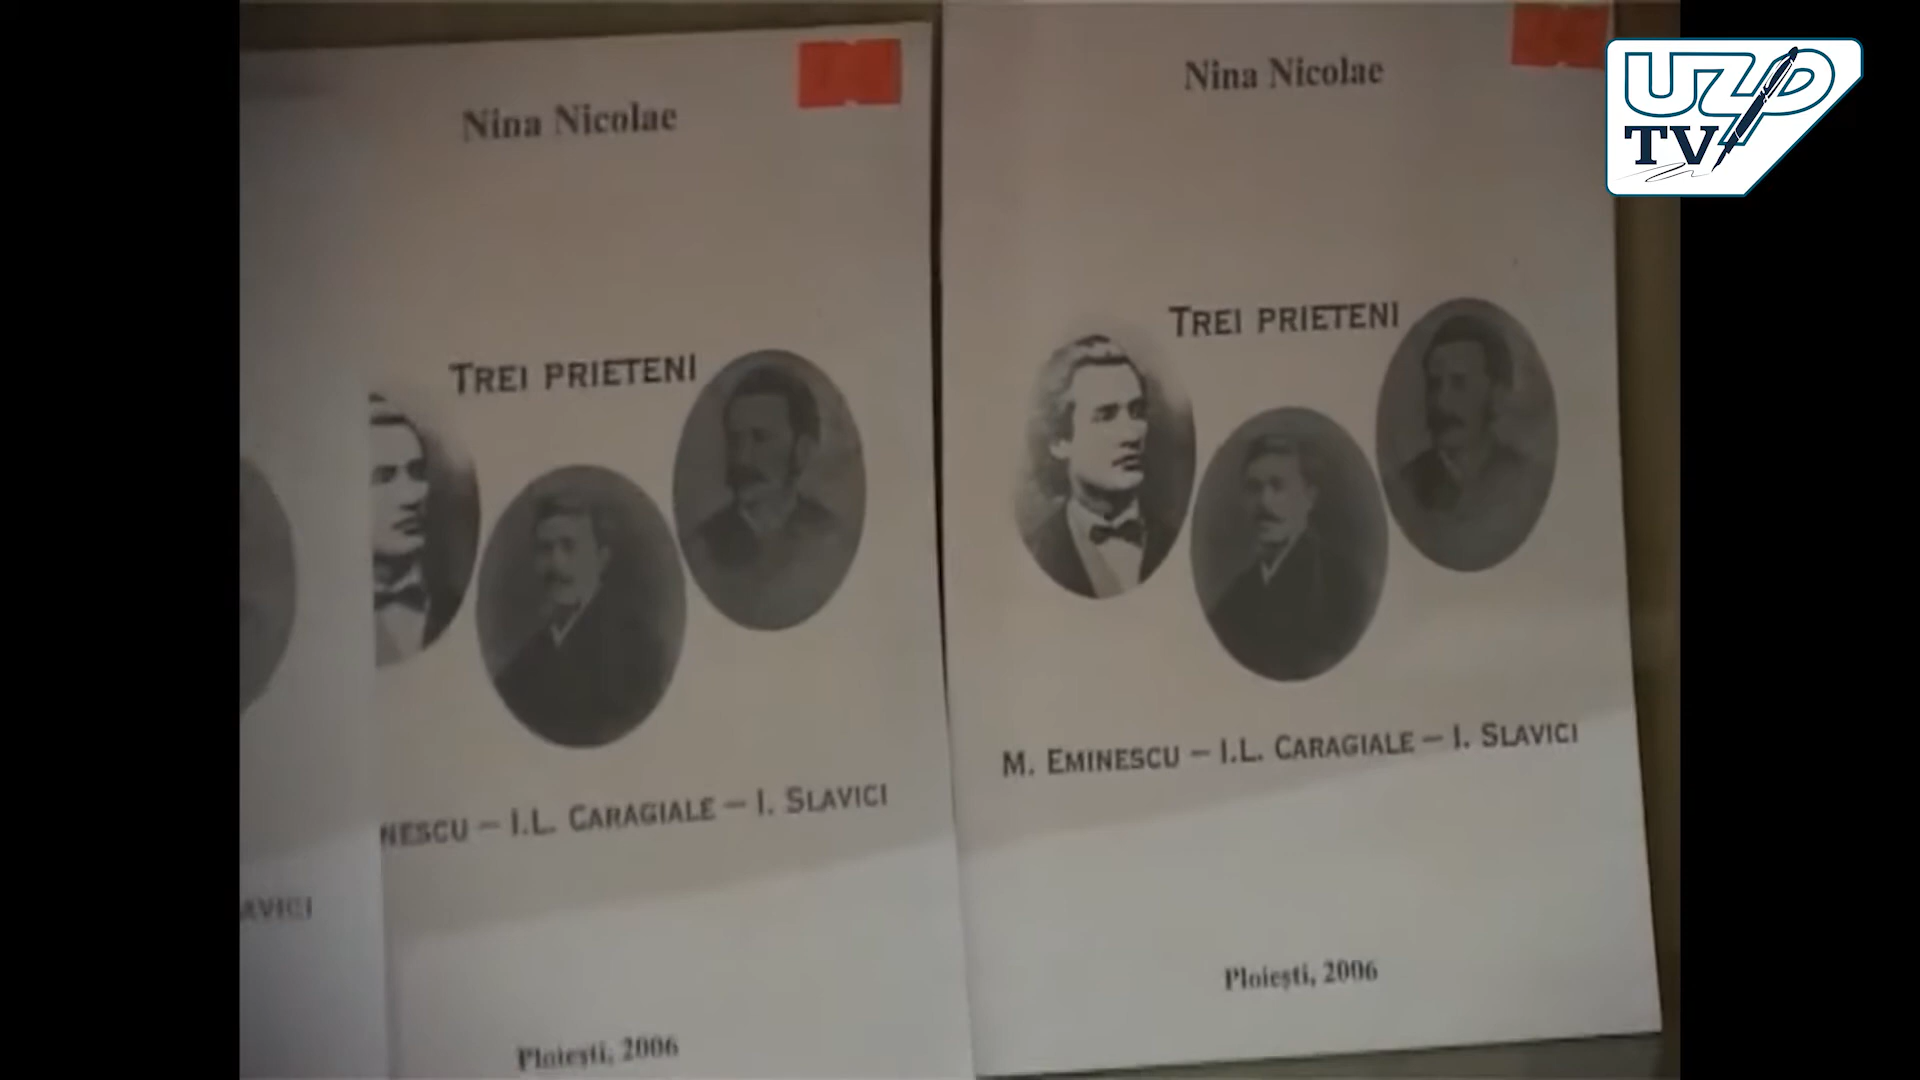 Nina Nicolae
TREI PRIETENI
NESCU – I.L. CARAGIALE – I. SLAVICI
Ploiești, 2006
AVICI
Nina Nicolae
TREI PRIETENI
M. EMINESCU – I.L. CARAGIALE – I. SLAVICI
Ploiești, 2006
UZP
TV